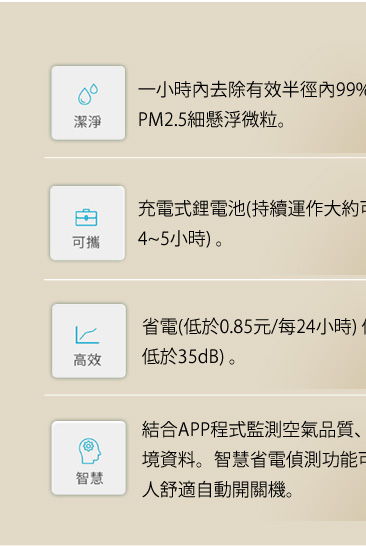 潔淨
一小時內去除有效半徑內99%
PM2.5細懸浮微粒。
可攜
充電式鋰電池(持續運作大約可
4~5小時) 。
高效
省電(低於0.85元/每24小時)
低於35dB) 。
智慧
結合APP程式監測空氣品質、
境資料。智慧省電偵測功能可
人舒適自動開關機。